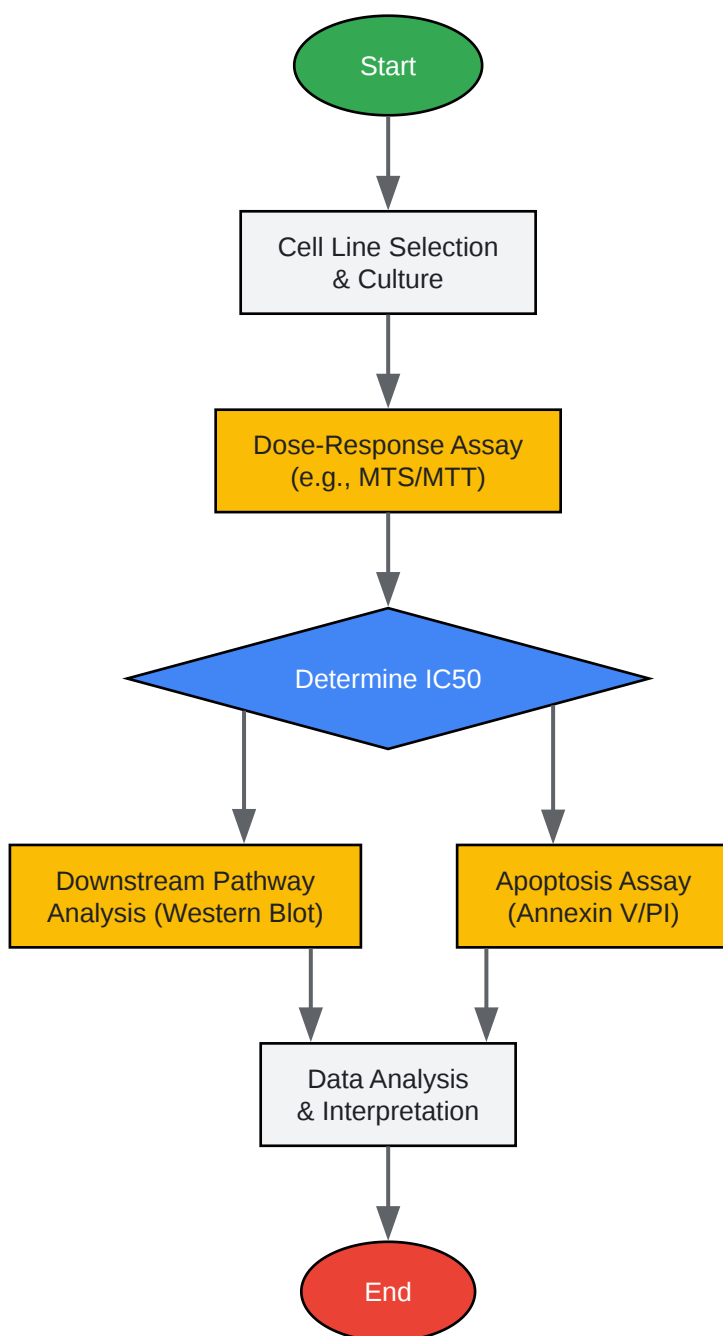 Start
Cell Line Selection
& Culture
Dose-Response Assay
(e.g., MTS/MTT)
Determine IC50
Downstream Pathway
Analysis (Western Blot)
Apoptosis Assay
(Annexin V/PI)
Data Analysis
& Interpretation
End